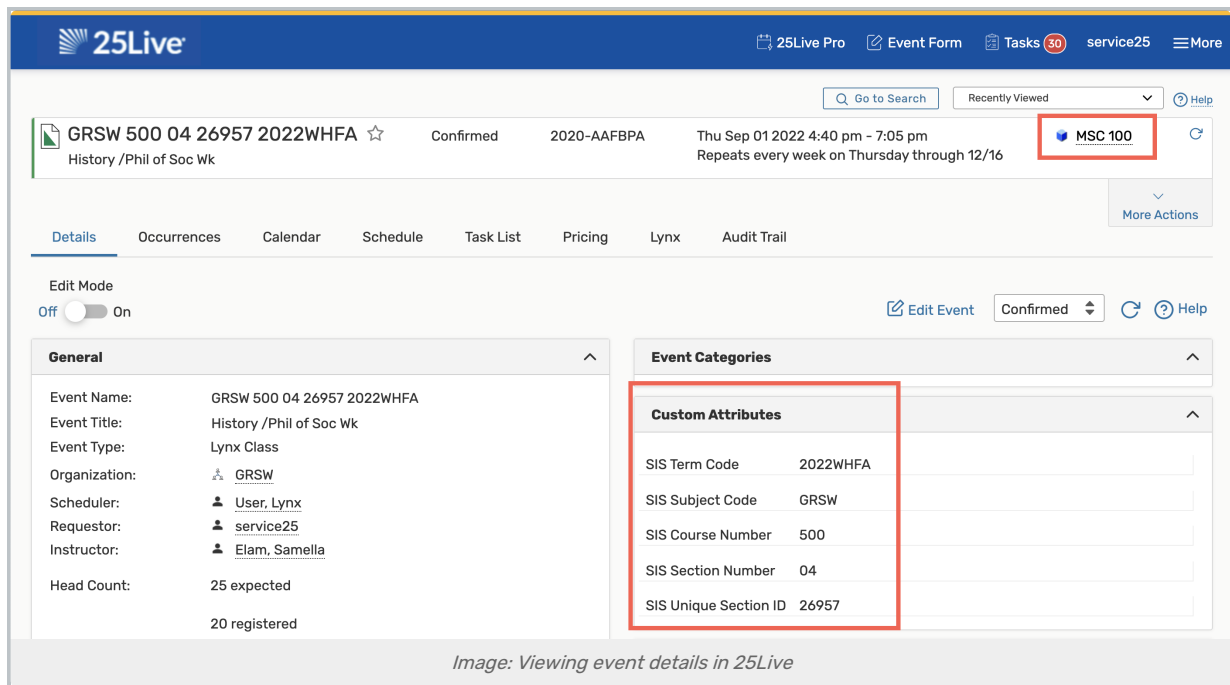 25Live
25Live Pro Event Form Tasks 30 service25 More
Go to Search Recently Viewed Help
GRSW 500 04 26957 2022WHFA Confirmed 2020-AAFBPA Thu Sep 01 2022 4:40 pm - 7:05 pm MSC 100
History /Phil of Soc Wk Repeats every week on Thursday through 12/16
More Actions
Details Occurrences Calendar Schedule Task List Pricing Lynx Audit Trail
Edit Mode
Off On
Edit Event Confirmed Help
General
Event Name: GRSW 500 04 26957 2022WHFA
Event Title: History /Phil of Soc Wk
Event Type: Lynx Class
Organization: GRSW
Scheduler: User, Lynx
Requestor: service25
Instructor: Elam, Samella
Head Count: 25 expected
20 registered
Event Categories
Custom Attributes
SIS Term Code 2022WHFA
SIS Subject Code GRSW
SIS Course Number 500
SIS Section Number 04
SIS Unique Section ID 26957
Image: Viewing event details in 25Live